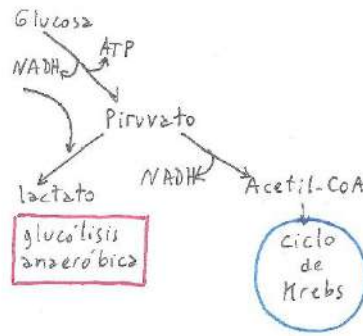 Glucosa
ATP
NADH
Piruvato
lactato
NADH
Acetil-CoA
glucólisis
anaeróbica
ciclo
de
Krebs